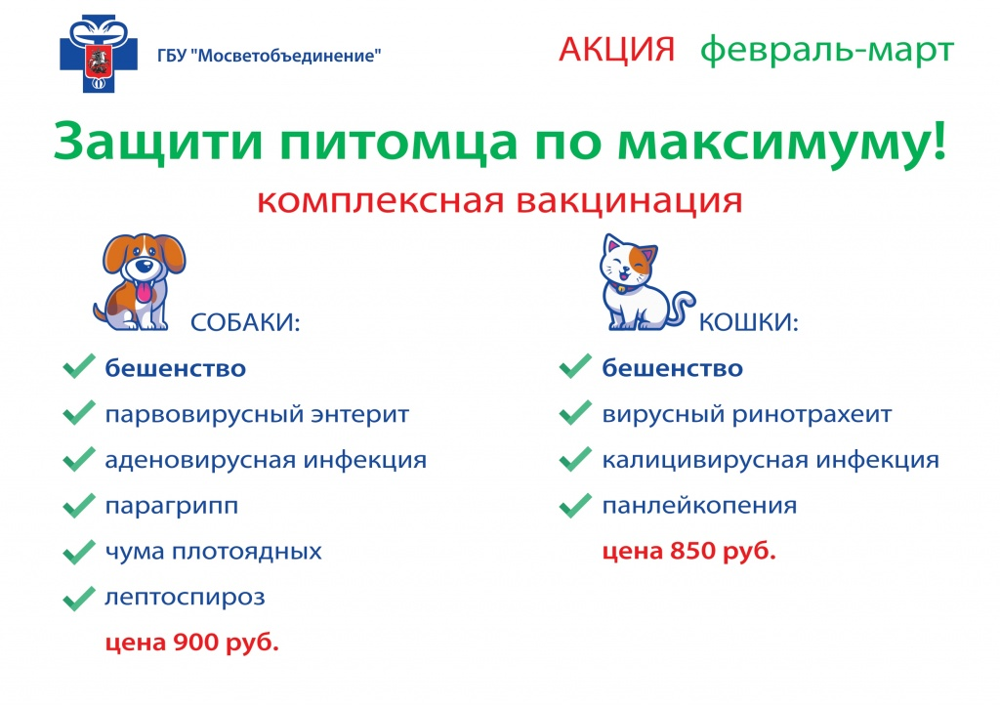 ГБУ "Мосветобъединение"
АКЦИЯ февраль-март
Защити питомца по максимуму!
комплексная вакцинация
СОБАКИ:
бешенство
парвовирусный энтерит
аденовирусная инфекция
парагрипп
чума плотоядных
лептоспироз
цена 900 руб.
КОШКИ:
бешенство
вирусный ринотрахеит
калицивирусная инфекция
панлейкопения
цена 850 руб.